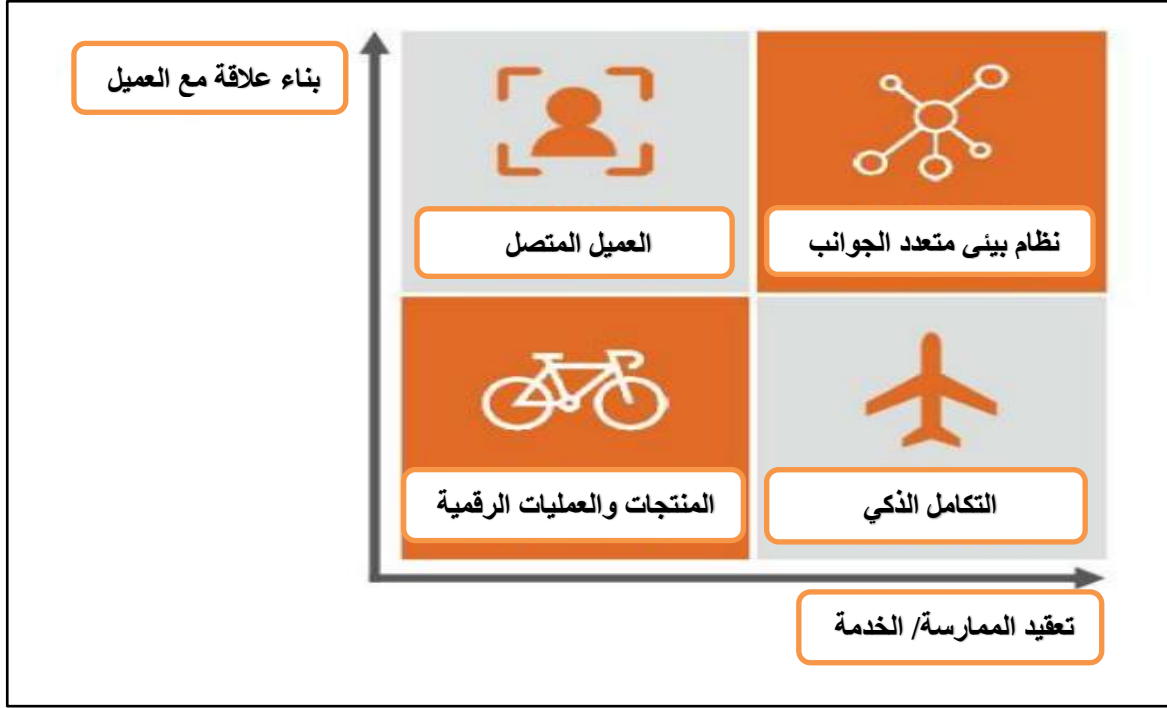 بناء علاقة مع العميل
العميل المتصل
نظام بيئى متعدد الجوانب
المنتجات والعمليات الرقمية
التكامل الذكي
تعقيد الممارسة/ الخدمة